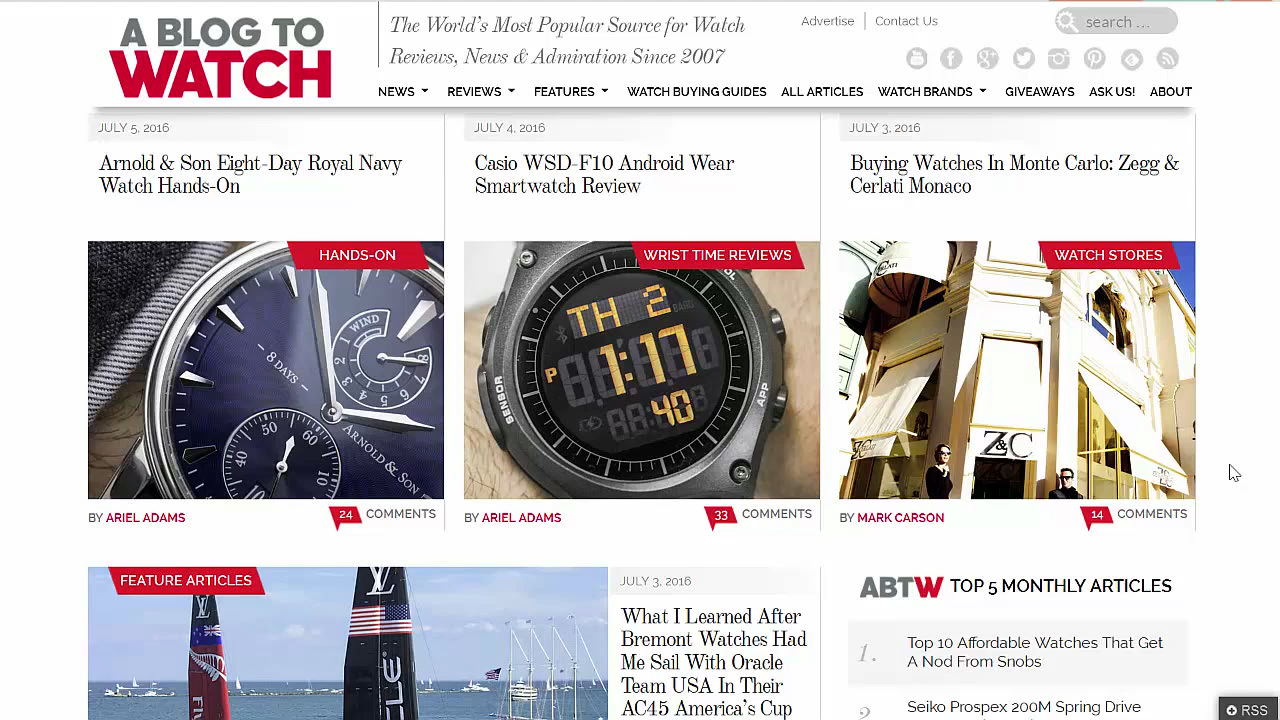 A BLOG TO
WATCH
The World's Most Popular Source for Watch
Reviews, News & Admiration Since 2007
Advertise
Contact Us
search ...
NEWS
REVIEWS
FEATURES
WATCH BUYING GUIDES
ALL ARTICLES
WATCH BRANDS
GIVEAWAYS
ASK US!
ABOUT
JULY 5, 2016
Arnold & Son Eight-Day Royal Navy
Watch Hands-On
HANDS-ON
WIND
8 DAYS
ARNOLD & SON
50
60
40
10
BY ARIEL ADAMS
24 COMMENTS
JULY 4, 2016
Casio WSD-F10 Android Wear
Smartwatch Review
WRIST TIME REVIEWS
TH 2
P 1:17
40
SENSOR
APP
BY ARIEL ADAMS
33 COMMENTS
JULY 3, 2016
Buying Watches In Monte Carlo: Zegg &
Cerlati Monaco
WATCH STORES
Z&C
BY MARK CARSON
14 COMMENTS
FEATURE ARTICLES
JULY 3, 2016
What I Learned After
Bremont Watches Had
Me Sail With Oracle
Team USA In Their
AC45 America's Cup
ABTW TOP 5 MONTHLY ARTICLES
1.
Top 10 Affordable Watches That Get
A Nod From Snobs
Seiko Prospex 200M Spring Drive
RSS